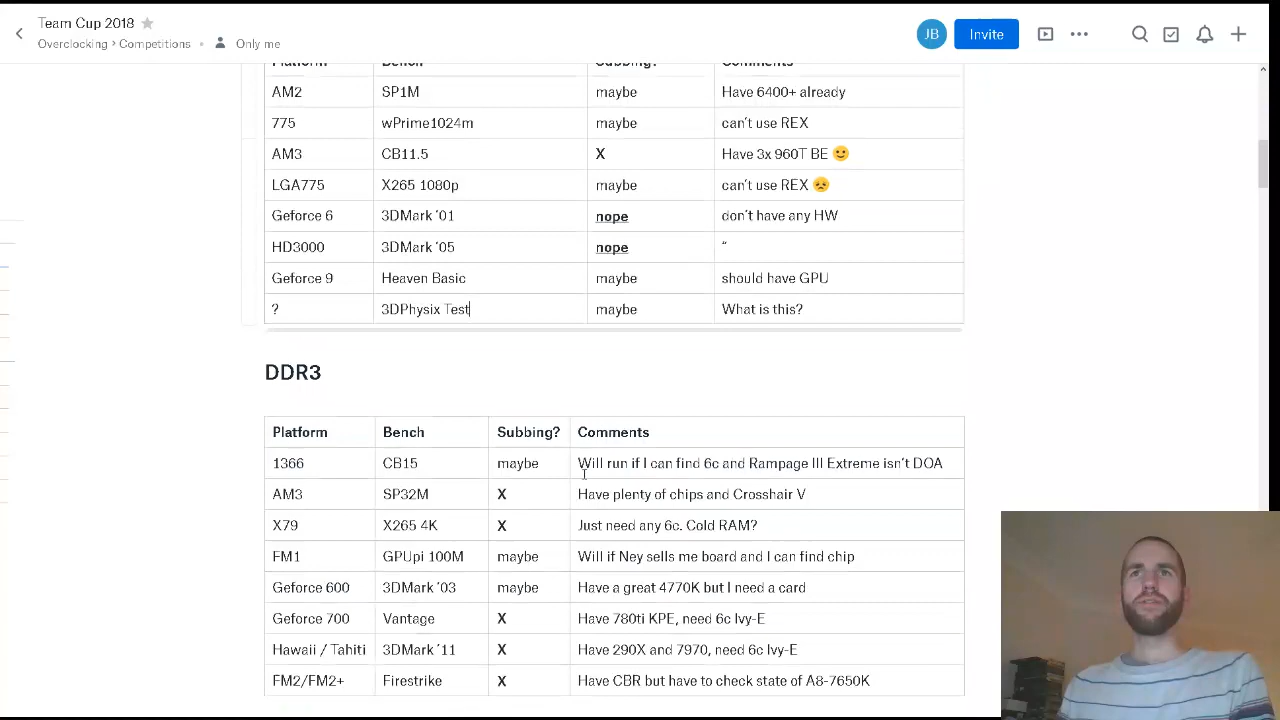 Team Cup 2018
Overclocking > Competitions • Only me
JB Invite
Platform Bench Subbing? Comments
AM2 SP1M maybe Have 6400+ already
775 wPrime1024m maybe can't use REX
AM3 CB11.5 X Have 3x 960T BE 🙂
LGA775 X265 1080p maybe can't use REX 😞
Geforce 6 3DMark '01 nope don't have any HW
HD3000 3DMark '05 nope "
Geforce 9 Heaven Basic maybe should have GPU
? 3DPhysix Test maybe What is this?
DDR3
Platform Bench Subbing? Comments
1366 CB15 maybe Will run if I can find 6c and Rampage III Extreme isn't DOA
AM3 SP32M X Have plenty of chips and Crosshair V
X79 X265 4K X Just need any 6c. Cold RAM?
FM1 GPUpi 100M maybe Will if Ney sells me board and I can find chip
Geforce 600 3DMark '03 maybe Have a great 4770K but I need a card
Geforce 700 Vantage X Have 780ti KPE, need 6c Ivy-E
Hawaii / Tahiti 3DMark '11 X Have 290X and 7970, need 6c Ivy-E
FM2/FM2+ Firestrike X Have CBR but have to check state of A8-7650K